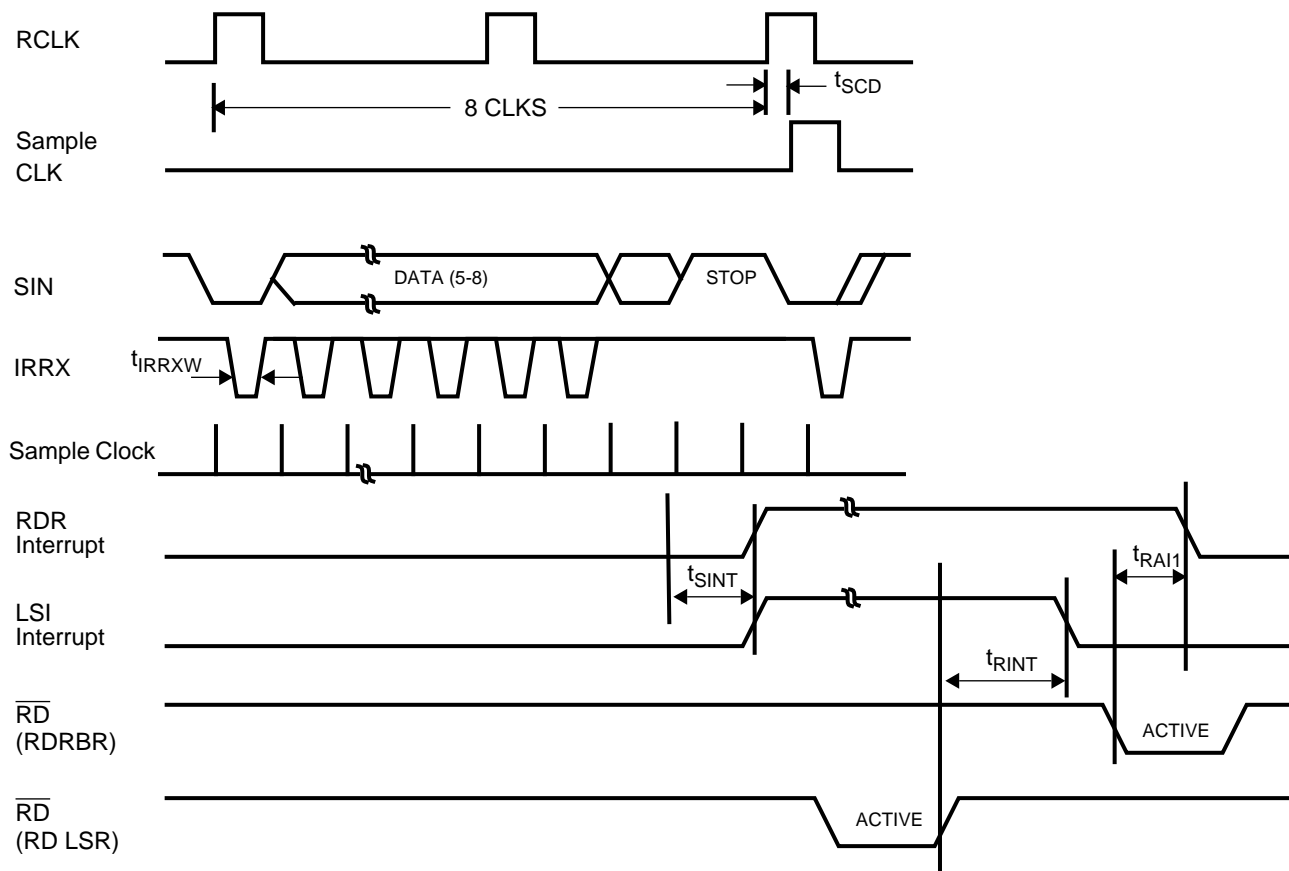 RCLK
tSCD
8 CLKS
Sample
CLK
SIN
DATA (5-8)
STOP
IRRX
tIRRXW
Sample Clock
RDR
Interrupt
tSINT
tRAI1
LSI
Interrupt
tRINT
RD
(RDRBR)
ACTIVE
RD
(RD LSR)
ACTIVE